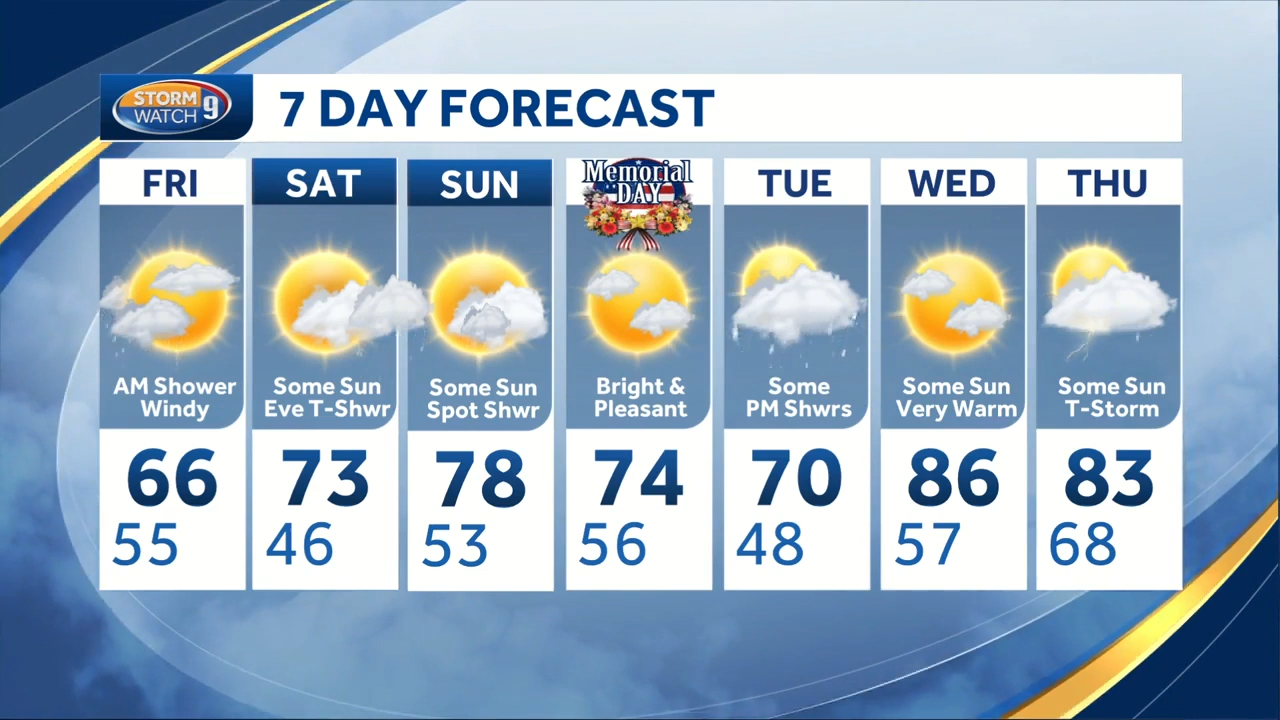 STORM
WATCH 9
7 DAY FORECAST
FRI
SAT
SUN
Memorial
DAY
TUE
WED
THU
AM Shower
Windy
Some Sun
Eve T-Shwr
Some Sun
Spot Shwr
Bright &
Pleasant
Some
PM Shwrs
Some Sun
Very Warm
Some Sun
T-Storm
66
73
78
74
70
86
83
55
46
53
56
48
57
68